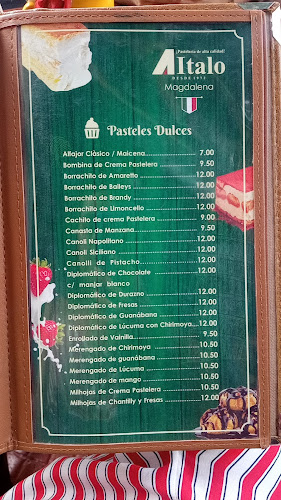 ¡Pastelería de alta calidad!
Italo
DESDE 1973
Magdalena
Pasteles Dulces
Alfajor Clásico / Maicena 7.00
Bombina de Crema Pastelera 9.50
Borrachito de Amaretto 12.00
Borrachito de Baileys 12.00
Borrachito de Brandy 12.00
Borrachito de Limoncello 12.00
Cachito de crema Pastelera 9.00
Canasta de Manzana 9.50
Canoli Napolitano 12.00
Canoli Siciliano 12.00
Canolli de Pistacho 12.00
Diplomático de Chocolate 12.00
c/ manjar blanco
Diplomático de Durazno 12.00
Diplomático de Fresas 12.00
Diplomático de Guanábana 12.00
Diplomático de Lúcuma con Chirimoya 12.00
Enrollado de Vainilla 9.50
Merengado de Chirimoya 10.50
Merengado de guanábana 10.50
Merengado de Lúcuma 10.50
Merengado de mango 10.50
Milhojas de Crema Pastelera 10.50
Milhojas de Chantilly y Fresas 12.00